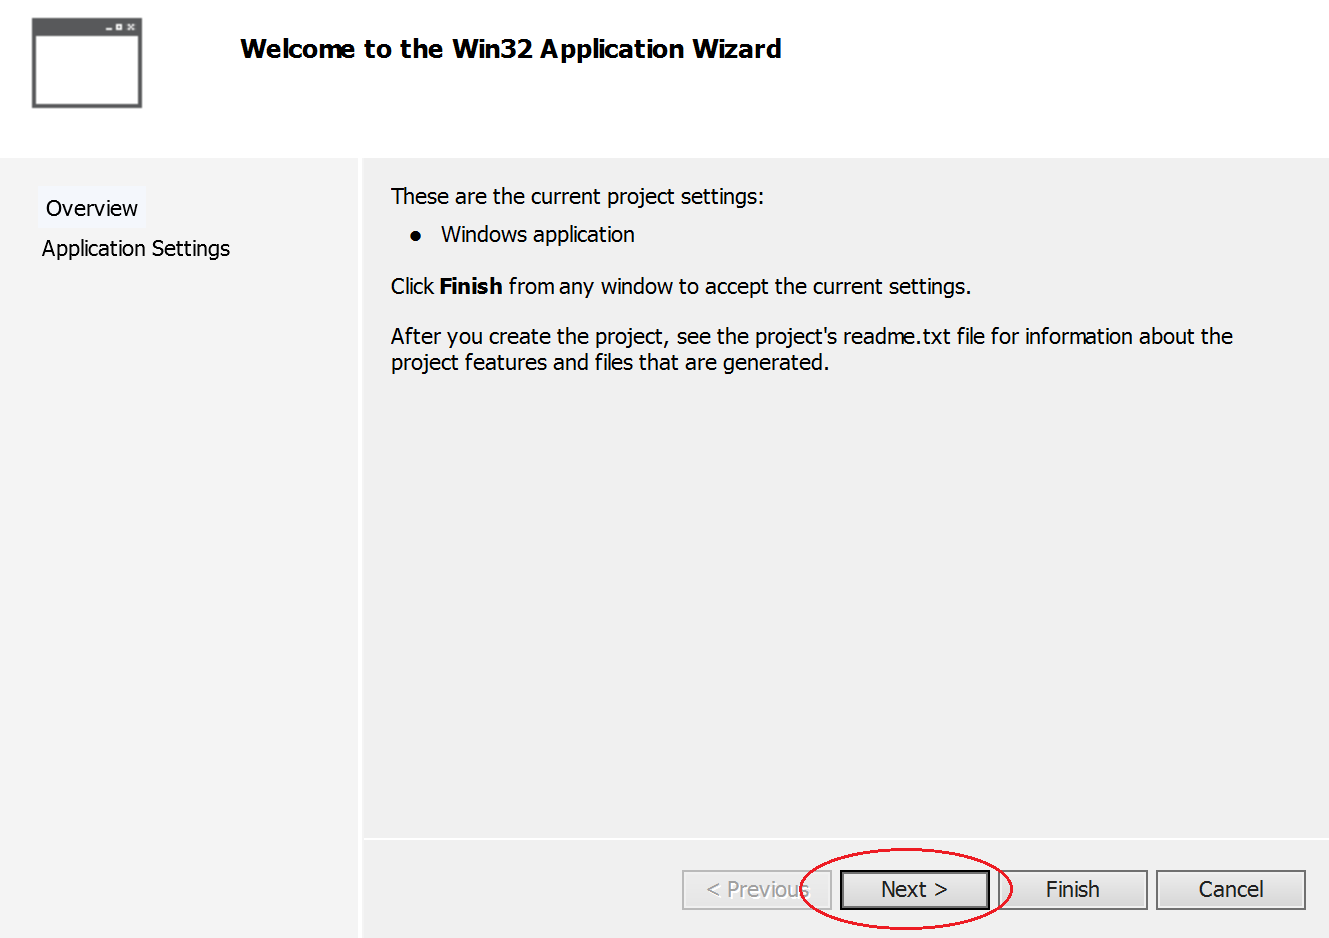 Welcome to the Win32 Application Wizard
Overview
Application Settings
These are the current project settings:
● Windows application
Click Finish from any window to accept the current settings.
After you create the project, see the project's readme.txt file for information about the
project features and files that are generated.
< Previous
Next >
Finish
Cancel